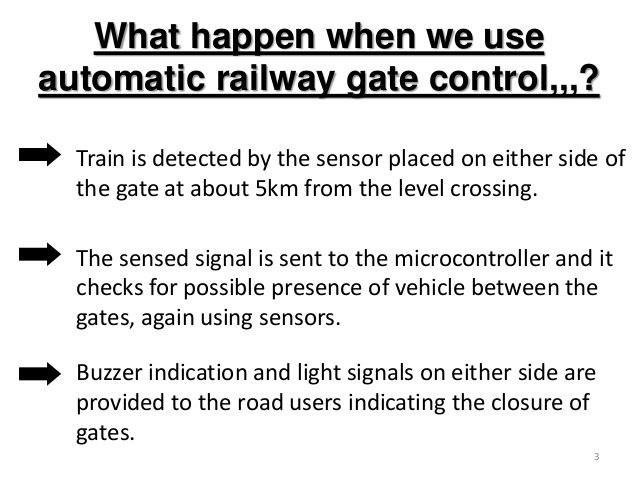 What happen when we use
automatic railway gate control,,,?
Train is detected by the sensor placed on either side of
the gate at about 5km from the level crossing.
The sensed signal is sent to the microcontroller and it
checks for possible presence of vehicle between the
gates, again using sensors.
Buzzer indication and light signals on either side are
provided to the road users indicating the closure of
gates.
3